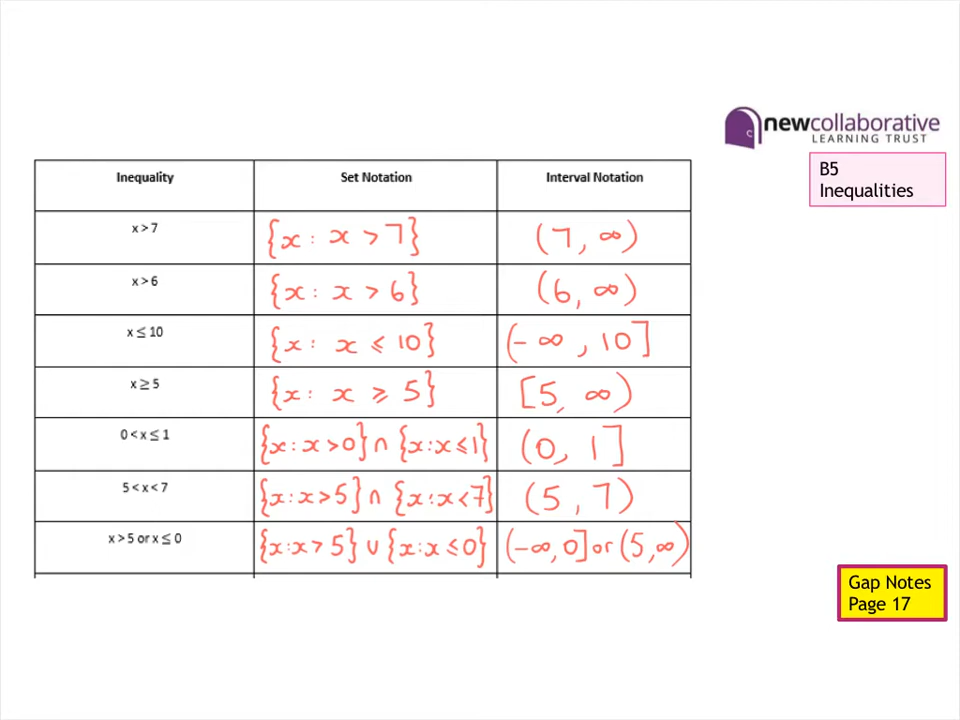 newcollaborative
LEARNING TRUST
B5
Inequalities
Inequality Set Notation Interval Notation
x > 7 {x : x > 7} (7, ∞)
x > 6 {x : x > 6} (6, ∞)
x ≤ 10 {x : x ≤ 10} (-∞, 10]
x ≥ 5 {x : x ≥ 5} [5, ∞)
0 < x ≤ 1 {x : x > 0} ∩ {x : x ≤ 1} (0, 1]
5 < x < 7 {x : x > 5} ∩ {x : x < 7} (5, 7)
x > 5 or x ≤ 0 {x : x > 5} ∪ {x : x ≤ 0} (-∞, 0] or (5, ∞)
Gap Notes
Page 17